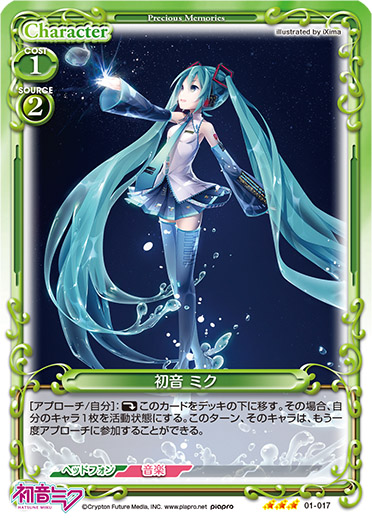 Precious Memories
Character
illustrated by iXima
COST
1
SOURCE
2
初音 ミク
[アプローチ/自分]:このカードをデッキの下に移す。その場合、自
分のキャラ1枚を活動状態にする。このターン、そのキャラは、もう一
度アプローチに参加することができる。
ヘッドフォン
音楽
初音ミク
HATSUNE MIKU
©Crypton Future Media, INC. www.piapro.net piapro
01-017